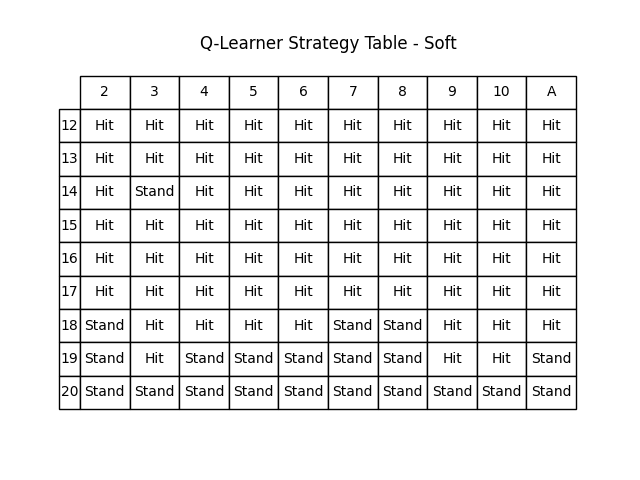 Q-Learner Strategy Table - Soft
2 3 4 5 6 7 8 9 10 A
12 Hit Hit Hit Hit Hit Hit Hit Hit Hit Hit
13 Hit Hit Hit Hit Hit Hit Hit Hit Hit Hit
14 Hit Stand Hit Hit Hit Hit Hit Hit Hit Hit
15 Hit Hit Hit Hit Hit Hit Hit Hit Hit Hit
16 Hit Hit Hit Hit Hit Hit Hit Hit Hit Hit
17 Hit Hit Hit Hit Hit Hit Hit Hit Hit Hit
18 Stand Hit Hit Hit Hit Stand Stand Hit Hit Hit
19 Stand Hit Stand Stand Stand Stand Stand Hit Hit Stand
20 Stand Stand Stand Stand Stand Stand Stand Stand Stand Stand